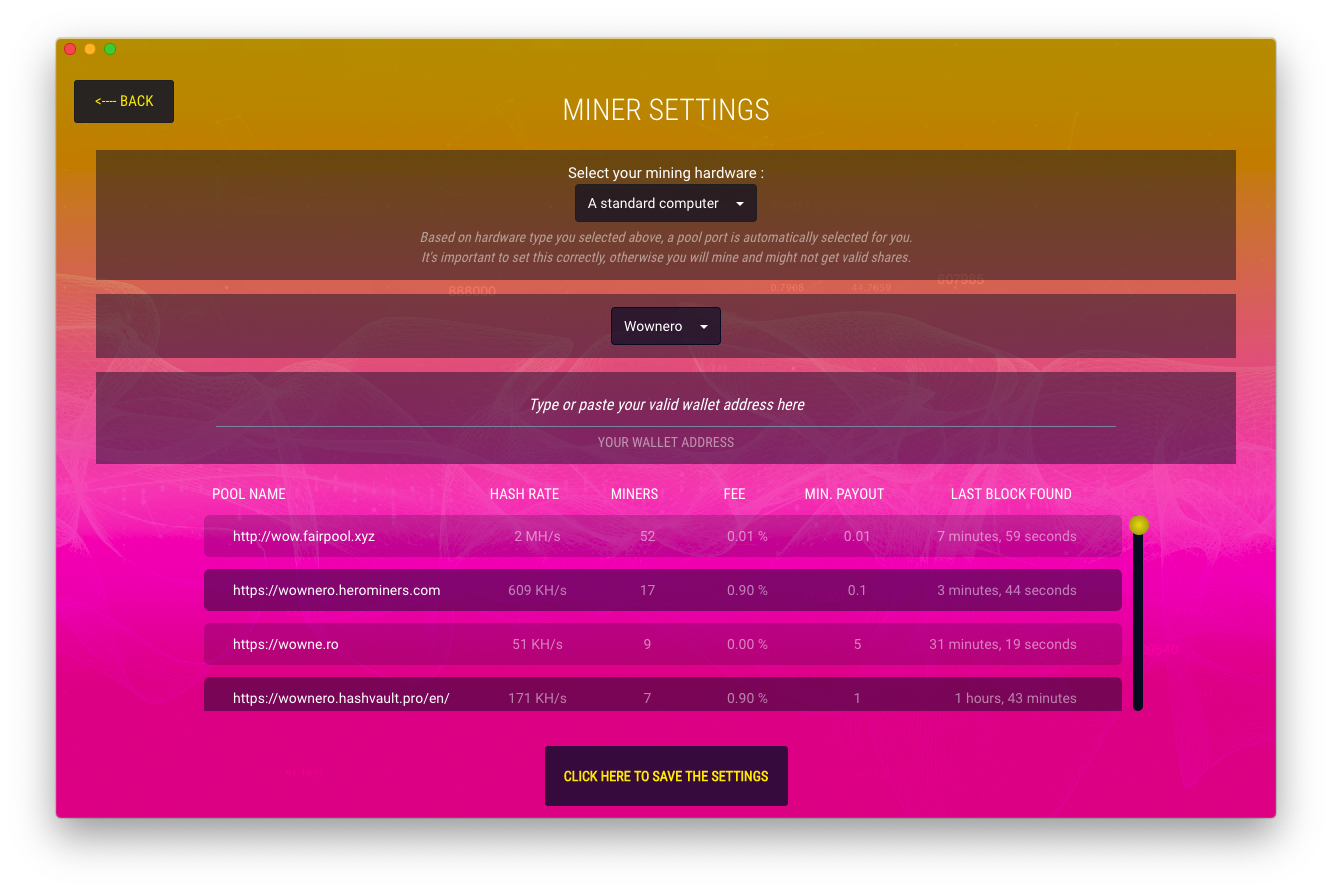 <---- BACK
MINER SETTINGS
Select your mining hardware :
A standard computer
Based on hardware type you selected above, a pool port is automatically selected for you.
It's important to set this correctly, otherwise you will mine and might not get valid shares.
888000
0.7968
44.7659
607985
Wownero
Type or paste your valid wallet address here
YOUR WALLET ADDRESS
POOL NAME HASH RATE MINERS FEE MIN. PAYOUT LAST BLOCK FOUND
http://wow.fairpool.xyz 2 MH/s 52 0.01 % 0.01 7 minutes, 59 seconds
https://wownero.herominers.com 609 KH/s 17 0.90 % 0.1 3 minutes, 44 seconds
https://wowne.ro 51 KH/s 9 0.00 % 5 31 minutes, 19 seconds
https://wownero.hashvault.pro/en/ 171 KH/s 7 0.90 % 1 1 hours, 43 minutes
CLICK HERE TO SAVE THE SETTINGS